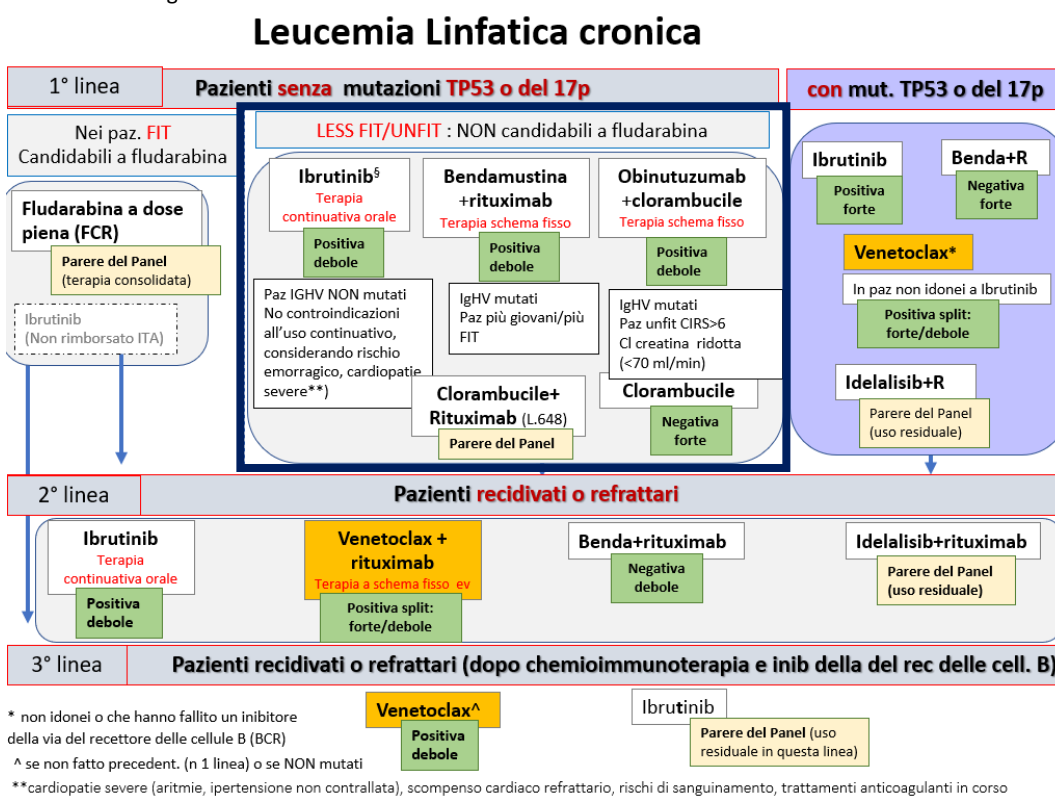 Leucemia Linfatica cronica
1° linea
Pazienti senza mutazioni TP53 o del 17p
con mut. TP53 o del 17p
Nei paz. FIT
Candidabili a fludarabina
Fludarabina a dose
piena (FCR)
Parere del Panel
(terapia consolidata)
Ibrutinib
(Non rimborsato ITA)
LESS FIT/UNFIT : NON candidabili a fludarabina
Ibrutinib§
Terapia
continuativa orale
Positiva
debole
Paz IGHV NON mutati
No controindicazioni
all'uso continuativo,
considerando rischio
emorragico, cardiopatie
severe**)
Bendamustina
+rituximab
Terapia schema fisso
Positiva
debole
IgHV mutati
Paz più giovani/più
FIT
Obinutuzumab
+clorambucile
Terapia schema fisso
Positiva
debole
IgHV mutati
Paz unfit CIRS>6
Cl creatina ridotta
(<70 ml/min)
Clorambucile+
Rituximab (L.648)
Parere del Panel
Clorambucile
Negativa
forte
Ibrutinib
Positiva
forte
Benda+R
Negativa
forte
Venetoclax*
In paz non idonei a Ibrutinib
Positiva split:
forte/debole
Idelalisib+R
Parere del Panel
(uso residuale)
2° linea
Pazienti recidivati o refrattari
Ibrutinib
Terapia
continuativa orale
Positiva
debole
Venetoclax +
rituximab
Terapia a schema fisso ev
Positiva split:
forte/debole
Benda+rituximab
Negativa
debole
Idelalisib+rituximab
Parere del Panel
(uso residuale)
3° linea
Pazienti recidivati o refrattari (dopo chemioimmunoterapia e inib della del rec delle cell. B)
Venetoclax^
Positiva
debole
Ibrutinib
Parere del Panel (uso
residuale in questa linea)
* non idonei o che hanno fallito un inibitore
della via del recettore delle cellule B (BCR)
^ se non fatto precedent. (n 1 linea) o se NON mutati
**cardiopatie severe (aritmie, ipertensione non contrallata), scompenso cardiaco refrattario, rischi di sanguinamento, trattamenti anticoagulanti in corso